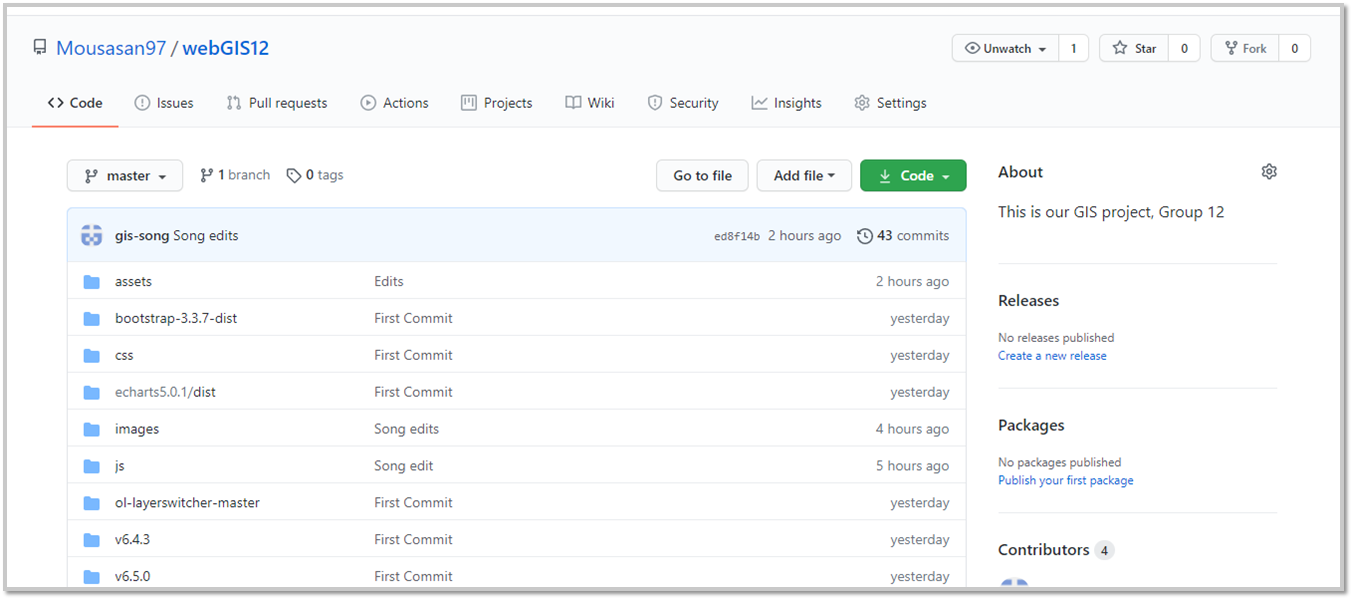 Mousasan97 / webGIS12
Unwatch 1 Star 0 Fork 0
Code Issues Pull requests Actions Projects Wiki Security Insights Settings
master 1 branch 0 tags Go to file Add file Code
gis-song Song edits ed8f14b 2 hours ago 43 commits
assets Edits 2 hours ago
bootstrap-3.3.7-dist First Commit yesterday
css First Commit yesterday
echarts5.0.1/dist First Commit yesterday
images Song edits 4 hours ago
js Song edit 5 hours ago
ol-layerswitcher-master First Commit yesterday
v6.4.3 First Commit yesterday
v6.5.0 First Commit yesterday
About
This is our GIS project, Group 12
Releases
No releases published
Create a new release
Packages
No packages published
Publish your first package
Contributors 4